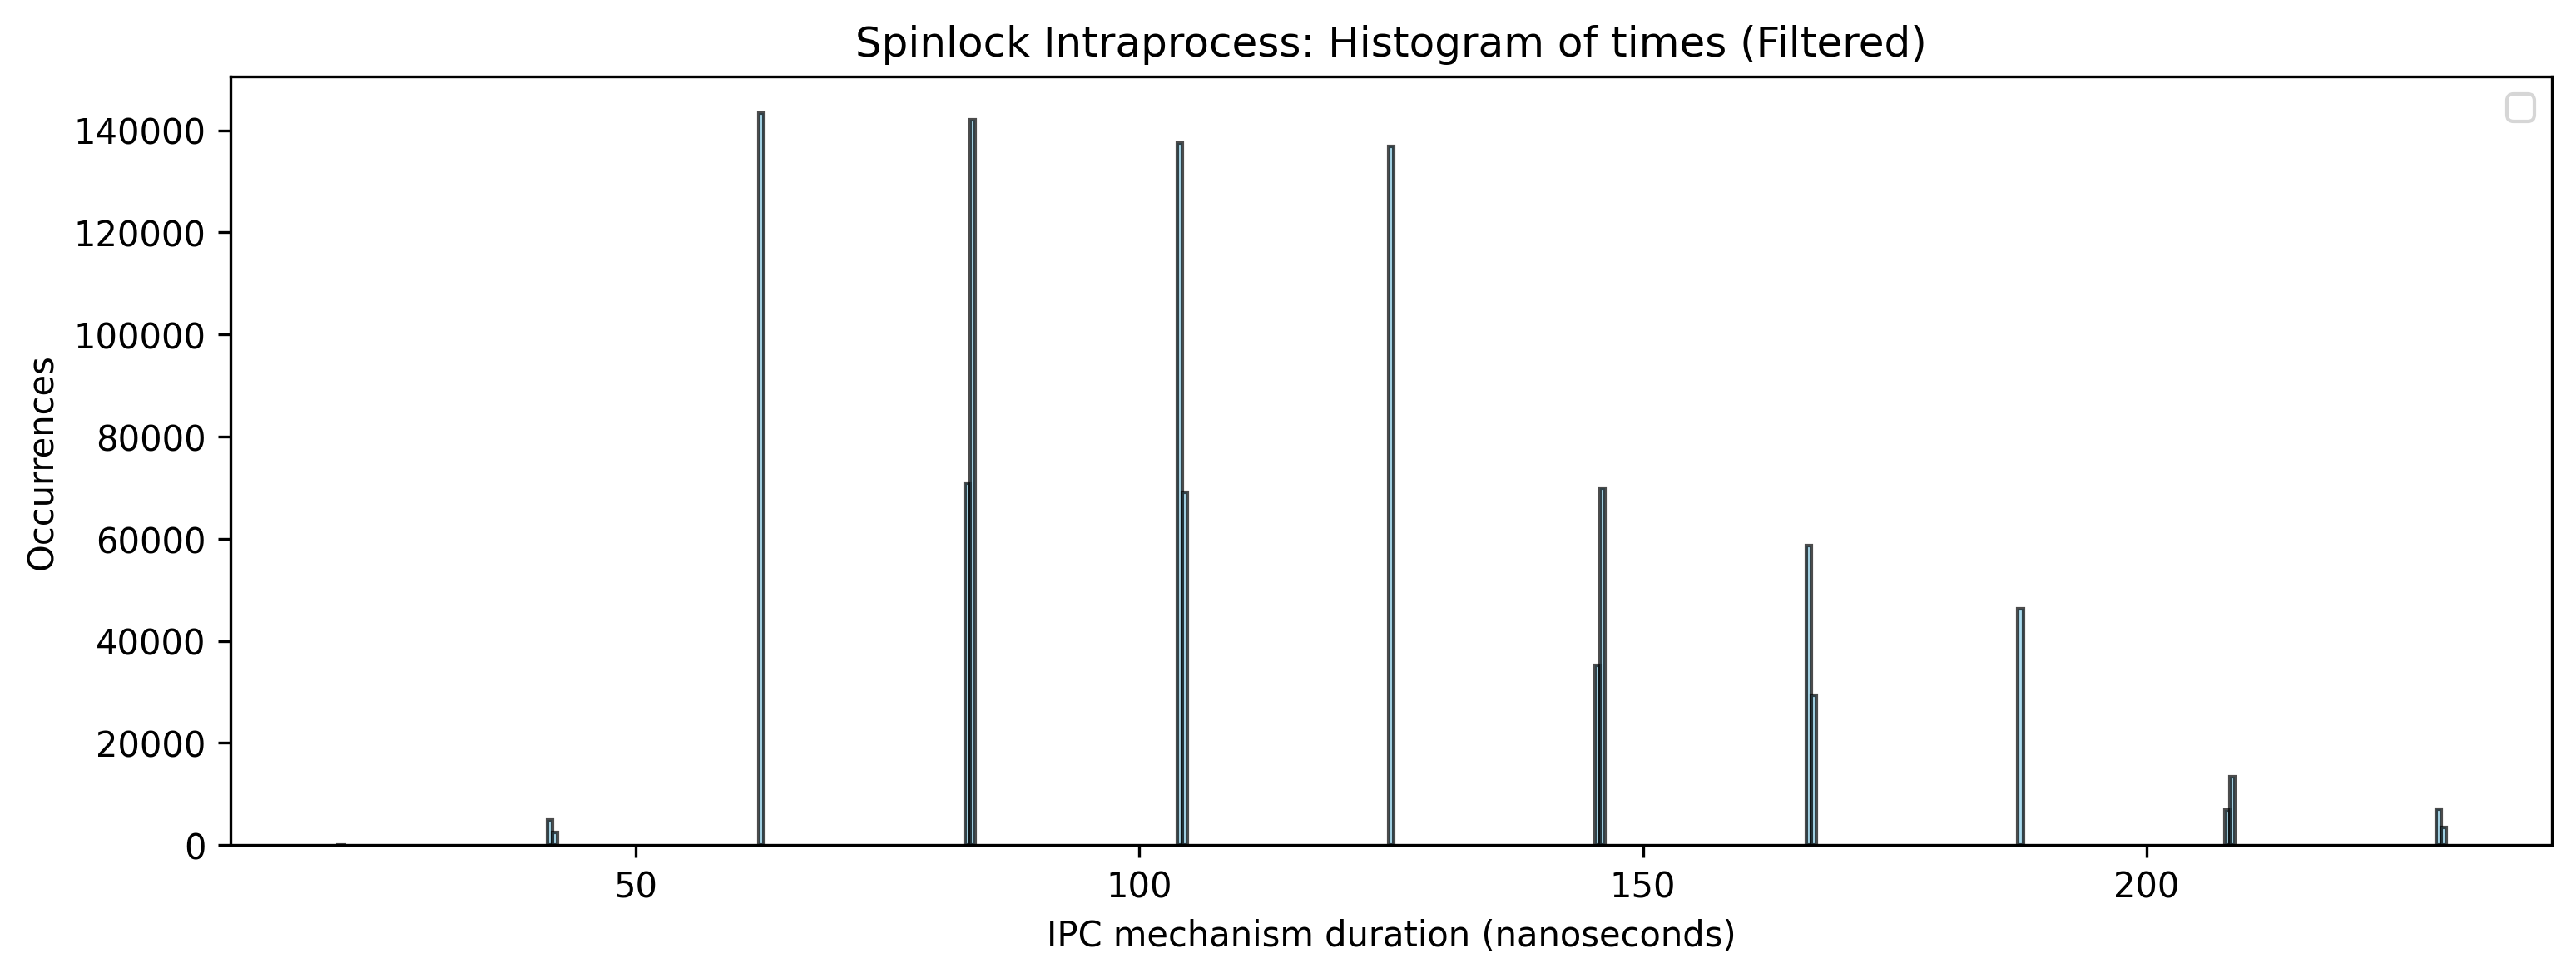 Spinlock Intraprocess: Histogram of times (Filtered)
140000
120000
100000
80000
60000
40000
20000
0
Occurrences
50 100 150 200
IPC mechanism duration (nanoseconds)